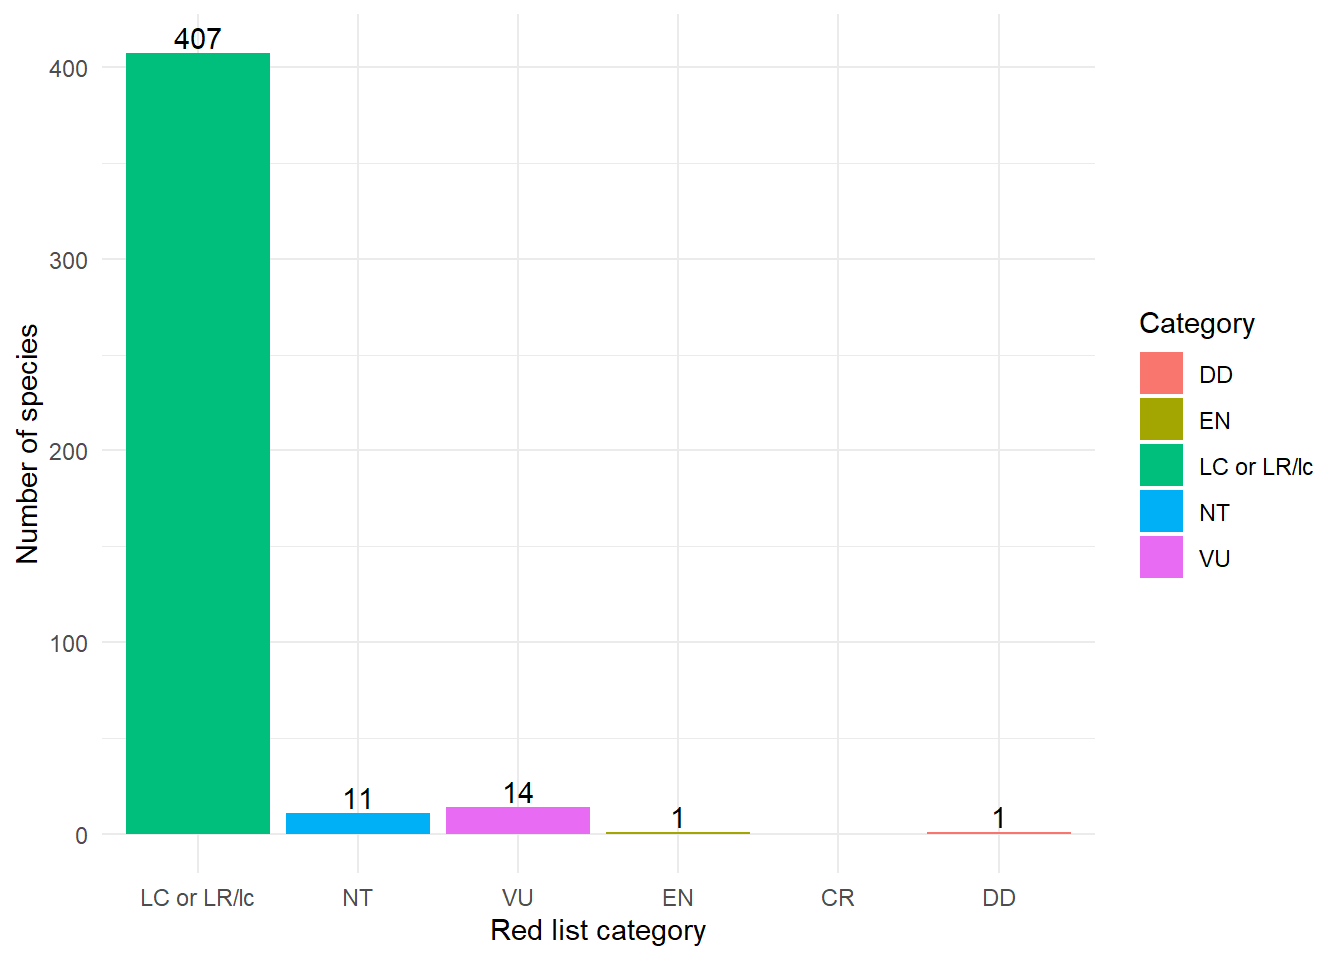 407
400
300
200
100
0
11
14
1
1
LC or LR/lc
NT
VU
EN
CR
DD
Red list category
Number of species
Category
DD
EN
LC or LR/lc
NT
VU